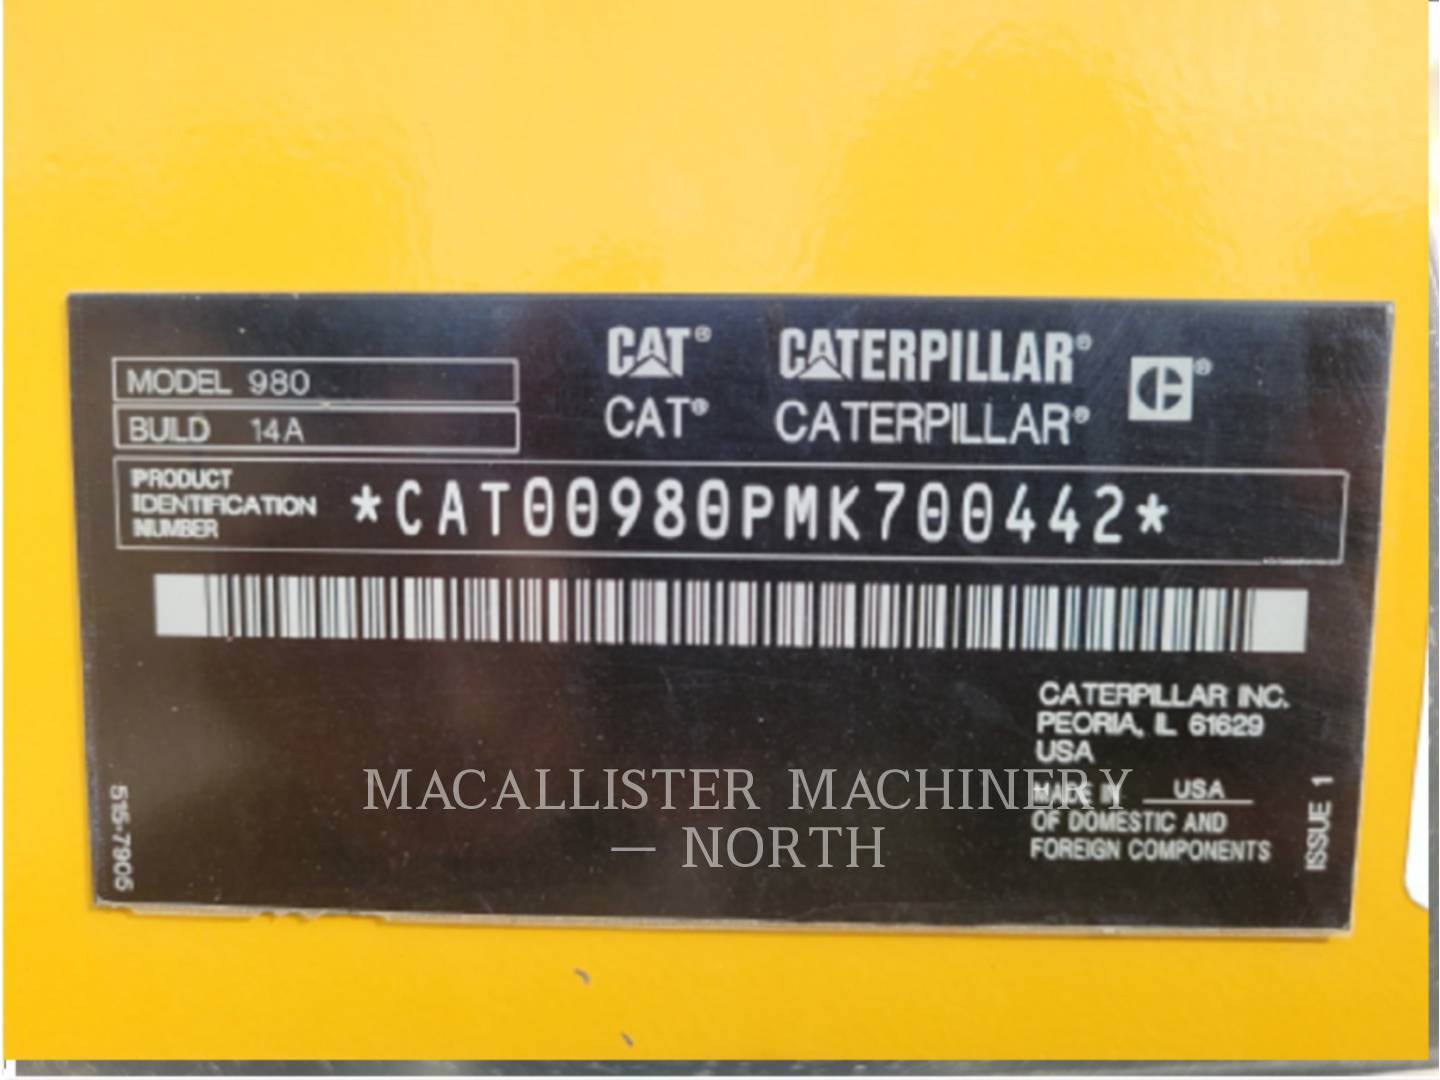 CAT® CATERPILLAR®
CAT® CATERPILLAR®
MODEL 980
BUILD 14A
PRODUCT
IDENTIFICATION
NUMBER
*CAT00980PMK700442*
CATERPILLAR INC.
PEORIA, IL 61629
USA
MADE IN USA
OF DOMESTIC AND
FOREIGN COMPONENTS
ISSUE 1
515-7905
MACALLISTER MACHINERY
— NORTH